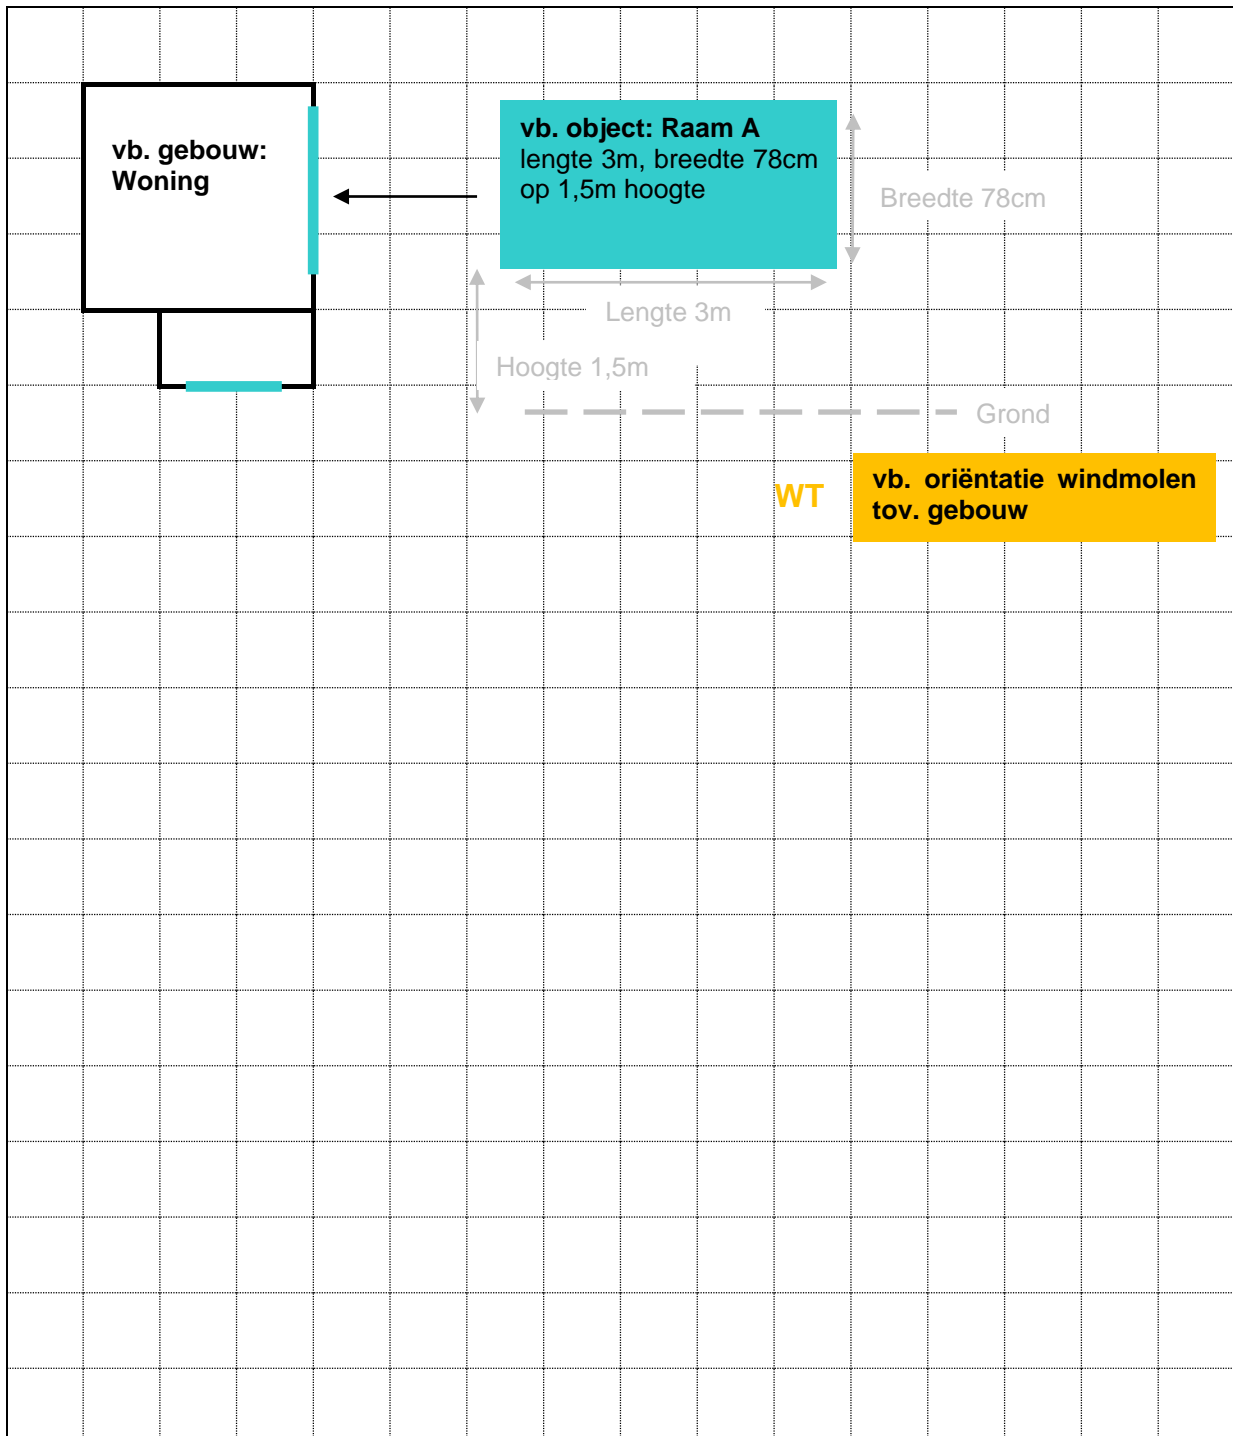 vb. gebouw:
Woning
vb. object: Raam A
lengte 3m, breedte 78cm
op 1,5m hoogte
Breedte 78cm
Lengte 3m
Hoogte 1,5m
Grond
WT
vb. oriëntatie windmolen
tov. gebouw